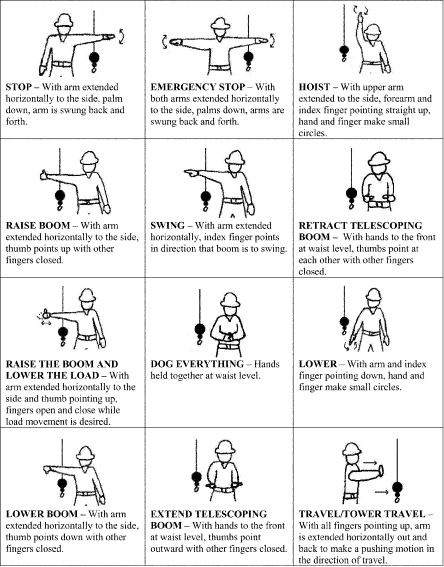 STOP – With arm extended
horizontally to the side, palm
down, arm is swung back and
forth.
EMERGENCY STOP – With
both arms extended horizontally
to the side, palms down, arms are
swung back and forth.
HOIST – With upper arm
extended to the side, forearm and
index finger pointing straight up,
hand and finger make small
circles.
RAISE BOOM – With arm
extended horizontally to the side,
thumb points up with other
fingers closed.
SWING – With arm extended
horizontally, index finger points
in direction that boom is to swing.
RETRACT TELESCOPING
BOOM – With hands to the front
at waist level, thumbs point at
each other with other fingers
closed.
RAISE THE BOOM AND
LOWER THE LOAD – With
arm extended horizontally to the
side and thumb pointing up,
fingers open and close while
load movement is desired.
DOG EVERYTHING – Hands
held together at waist level.
LOWER – With arm and index
finger pointing down, hand and
finger make small circles.
LOWER BOOM – With arm
extended horizontally to the side,
thumb points down with other
fingers closed.
EXTEND TELESCOPING
BOOM – With hands to the front
at waist level, thumbs point
outward with other fingers closed.
TRAVEL/TOWER TRAVEL –
With all fingers pointing up, arm
is extended horizontally out and
back to make a pushing motion in
the direction of travel.